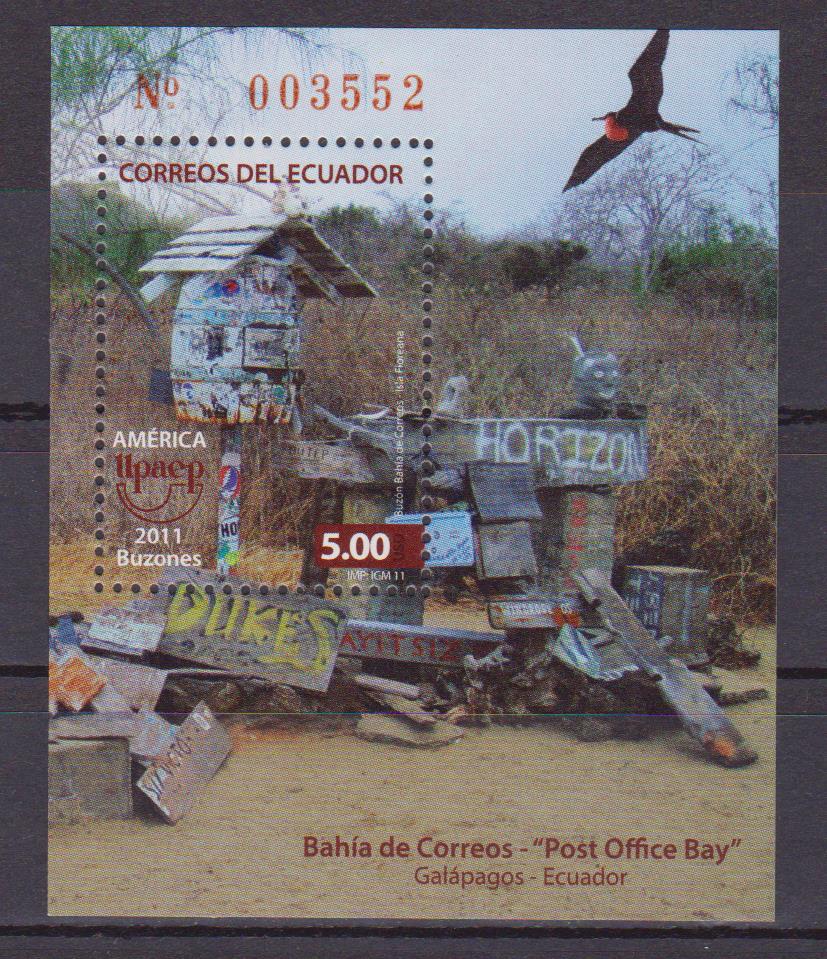 Nº 003552
CORREOS DEL ECUADOR
Buzón Bahía de Correos - Isla Floreana
HORIZON
AMÉRICA
upaep
2011
Buzones
HO
USD 5.00
IMP: IGM 11
DUKES
Bahía de Correos - “Post Office Bay”
Galápagos - Ecuador